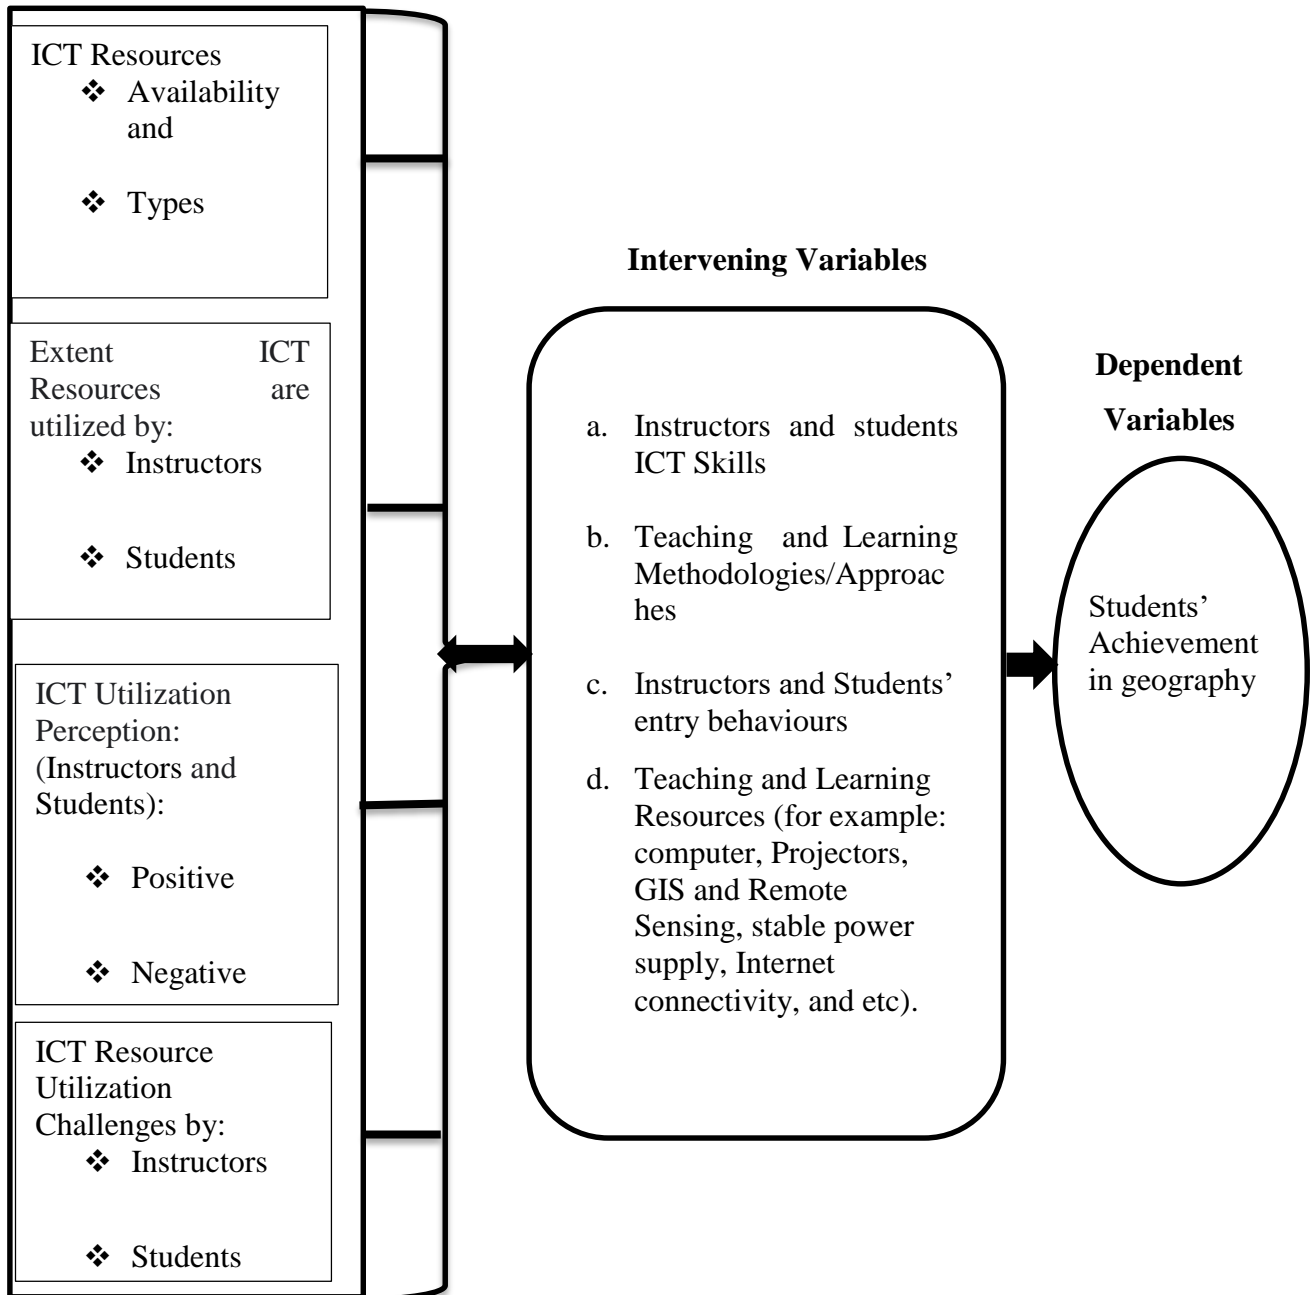 ICT Resources
❖ Availability
and
❖ Types
Extent ICT
Resources are
utilized by:
❖ Instructors
❖ Students
ICT Utilization
Perception:
(Instructors and
Students):
❖ Positive
❖ Negative
ICT Resource
Utilization
Challenges by:
❖ Instructors
❖ Students
Intervening Variables
a. Instructors and students
ICT Skills
b. Teaching and Learning
Methodologies/Approac
hes
c. Instructors and Students’
entry behaviours
d. Teaching and Learning
Resources (for example:
computer, Projectors,
GIS and Remote
Sensing, stable power
supply, Internet
connectivity, and etc).
Dependent
Variables
Students’
Achievement
in geography